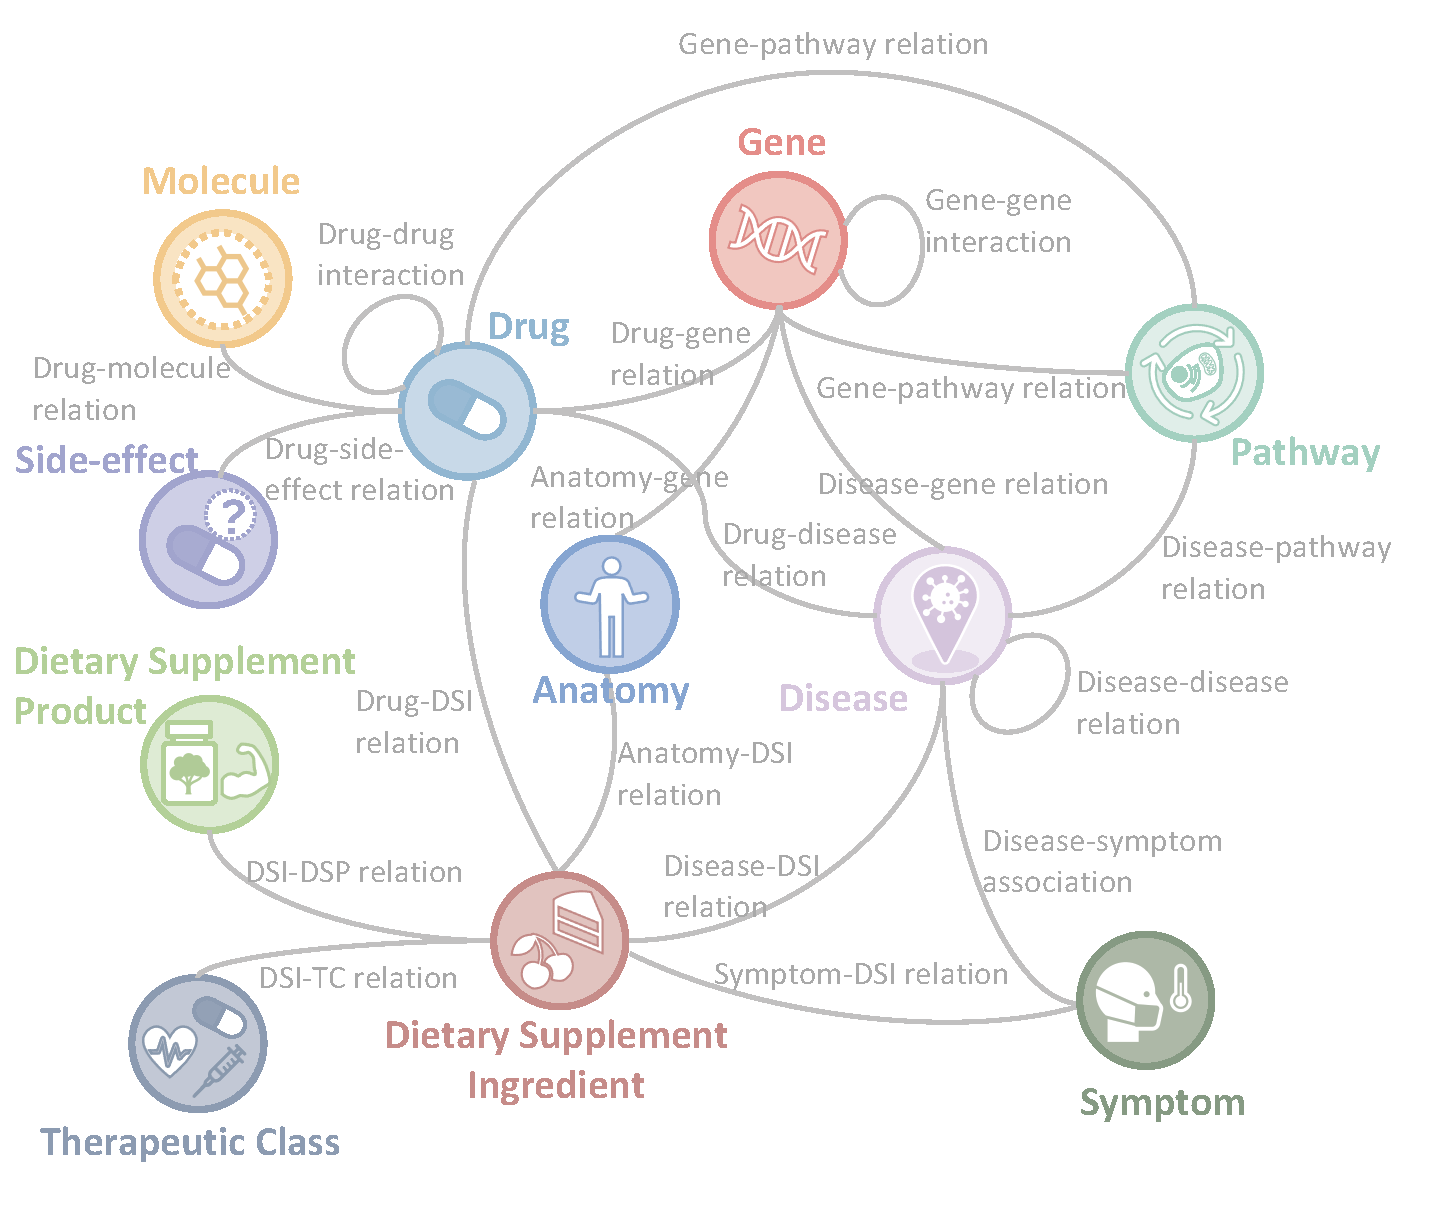 Gene-pathway relation
Gene
Molecule
Gene-gene
interaction
Drug-drug
interaction
Drug
Drug-gene
relation
Drug-molecule
relation
Gene-pathway relation
Pathway
Side-effect
Drug-side-
effect relation
?
Anatomy-gene
relation
Disease-gene relation
Drug-disease
relation
Disease-pathway
relation
Dietary Supplement
Product
Drug-DSI
relation
Anatomy
Disease
Disease-disease
relation
Anatomy-DSI
relation
DSI-DSP relation
Disease-DSI
relation
Disease-symptom
association
DSI-TC relation
Symptom-DSI relation
Dietary Supplement
Ingredient
Symptom
Therapeutic Class